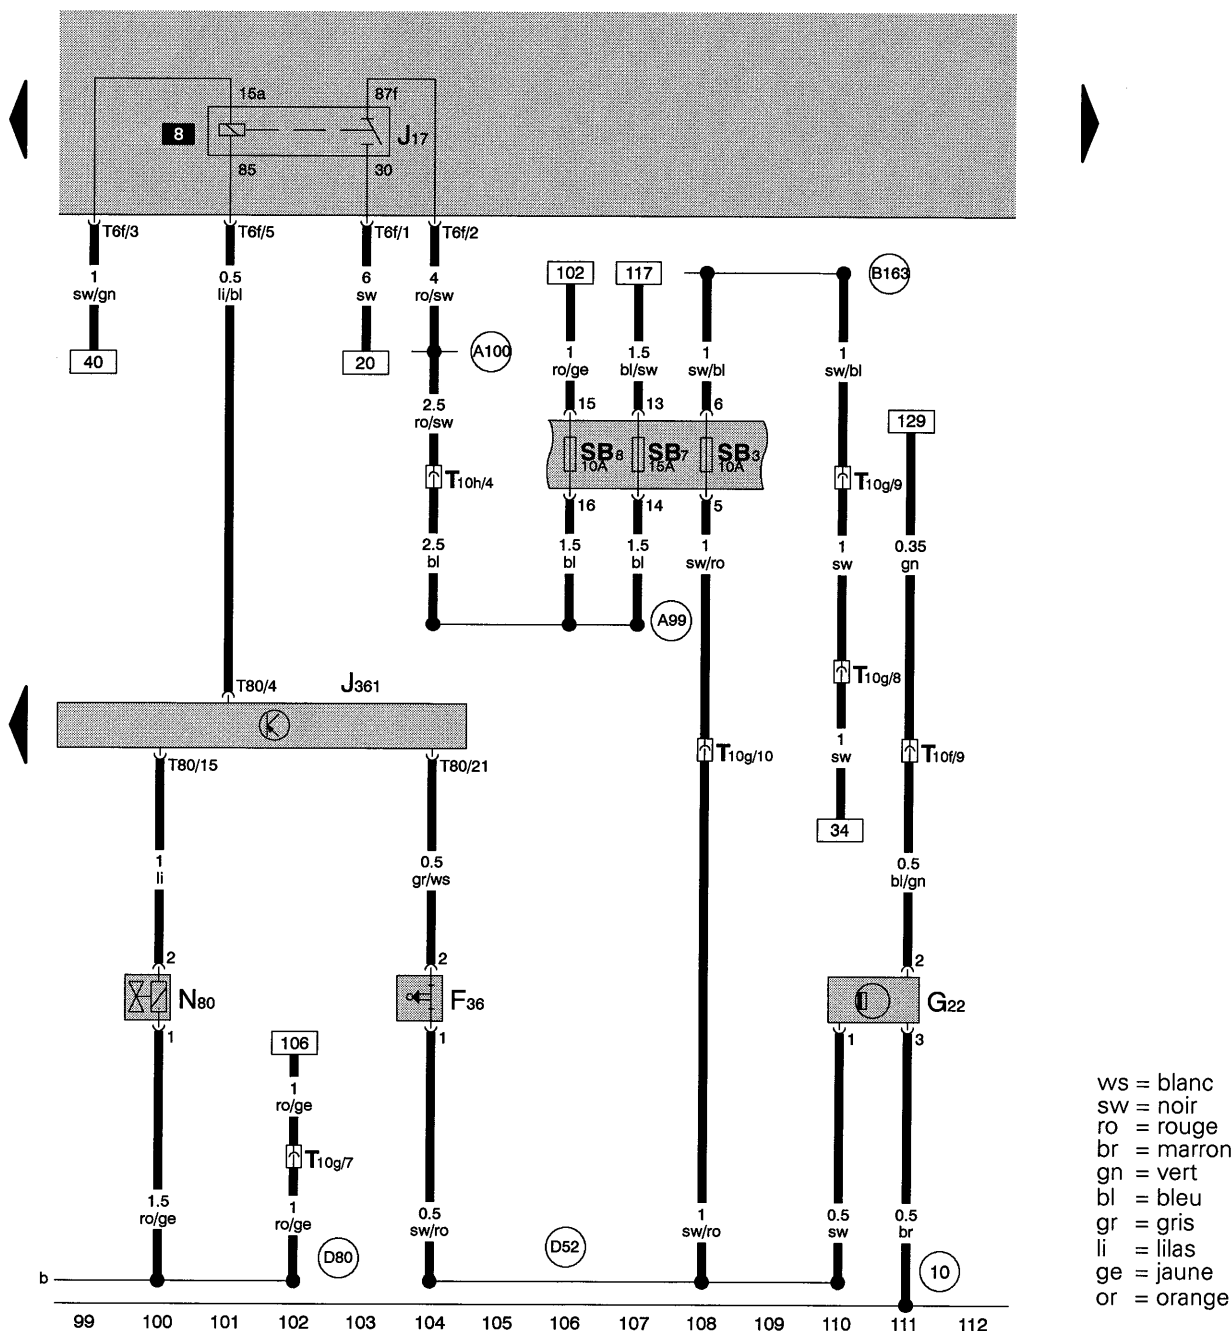 15a 87f
8 J17
85 30
T6f/3 T6f/5 T6f/1 T6f/2
1 0.5 6 4 102 117 B163
sw/gn li/bl sw ro/sw
40 20 A100 1 1.5 1 1
ro/ge bl/sw sw/bl sw/bl
2.5 15 13 6
ro/sw 129
SB8 SB7 SB3
10A 15A 10A
T10h/4 T10g/9
16 14 5
2.5 1.5 1.5 1 1 0.35
bl bl bl sw/ro sw gn
A99
T80/4 J361 T10g/8
1
T80/15 T80/21 T10g/10 sw T10f/9
34
1 0.5 0.5
li gr/ws bl/gn
2 2 2
N80 F36 G22
1 106 1 1 3
1
ro/ge
T10g/7
1.5 1 0.5 1 0.5 0.5
ro/ge ro/ge sw/ro sw/ro sw br
D80 D52 10
b
99 100 101 102 103 104 105 106 107 108 109 110 111 112
ws = blanc
sw = noir
ro = rouge
br = marron
gn = vert
bl = bleu
gr = gris
li = lilas
ge = jaune
or = orange